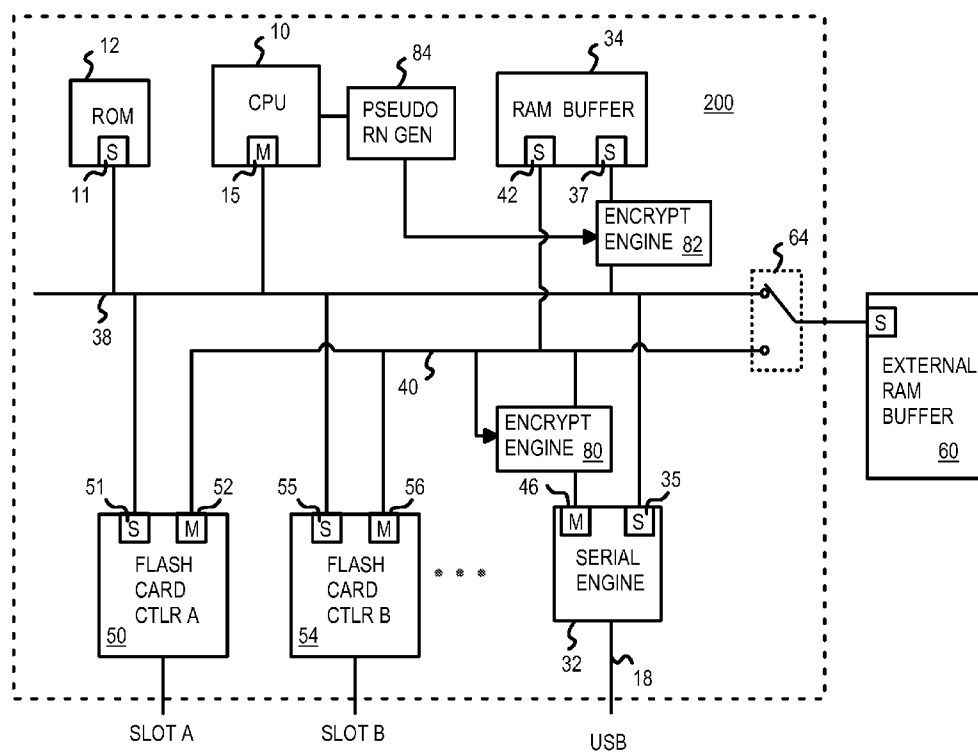 12
10
84
34
ROM
CPU
PSEUDO
RN GEN
RAM BUFFER
200
S
M
S
S
11
15
42
37
ENCRYPT
ENGINE 82
64
38
40
S
EXTERNAL
RAM
BUFFER
60
ENCRYPT
ENGINE 80
51
52
55
56
46
35
S
M
S
M
M
S
FLASH
CARD
CTLR A
50
FLASH
CARD
CTLR B
54
SERIAL
ENGINE
32
18
SLOT A
SLOT B
USB